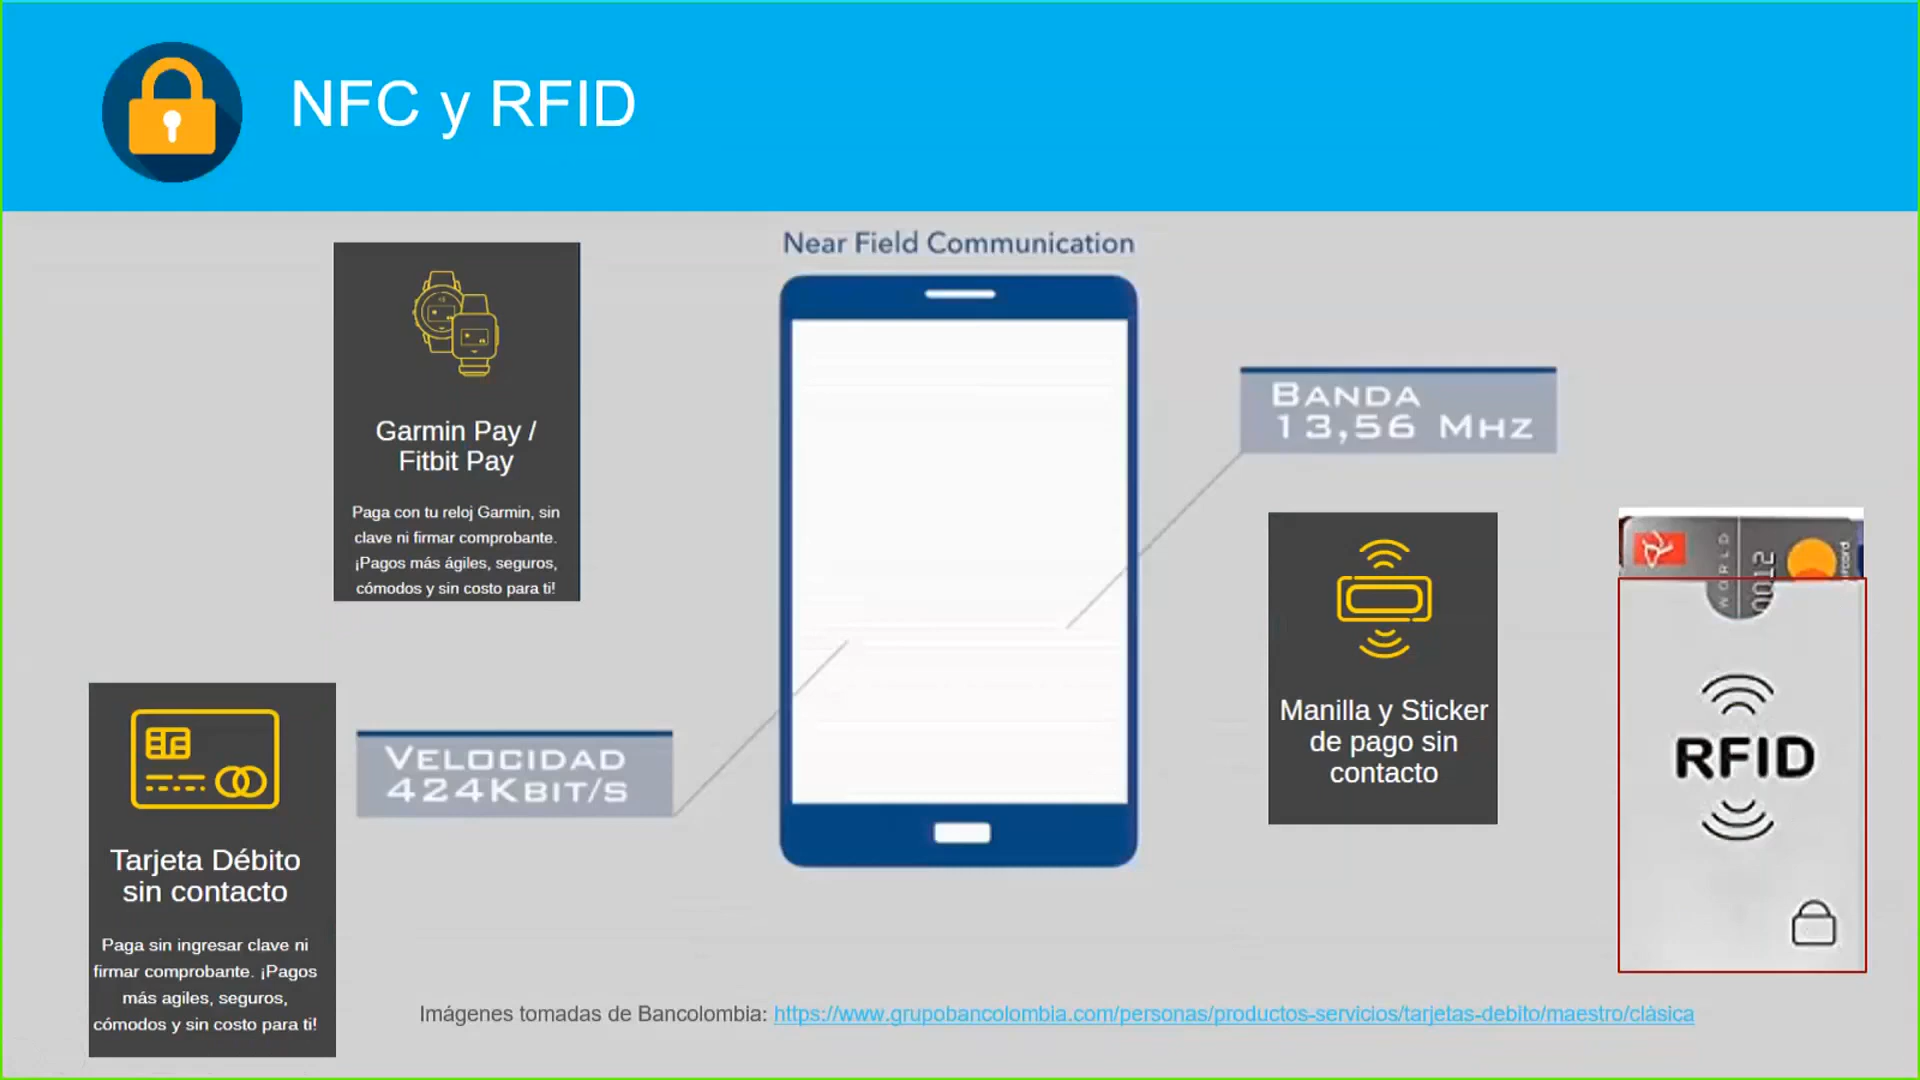 NFC y RFID
Near Field Communication
Garmin Pay /
Fitbit Pay
Paga con tu reloj Garmin, sin
clave ni firmar comprobante.
¡Pagos más ágiles, seguros,
cómodos y sin costo para ti!
BANDA
13,56 MHZ
WORLD
0012
Manilla y Sticker
de pago sin
contacto
RFID
VELOCIDAD
424KBIT/S
Tarjeta Débito
sin contacto
Paga sin ingresar clave ni
firmar comprobante. ¡Pagos
más agiles, seguros,
cómodos y sin costo para ti!
Imágenes tomadas de Bancolombia: https://www.grupobancolombia.com/personas/productos-servicios/tarjetas-debito/maestro/clásica